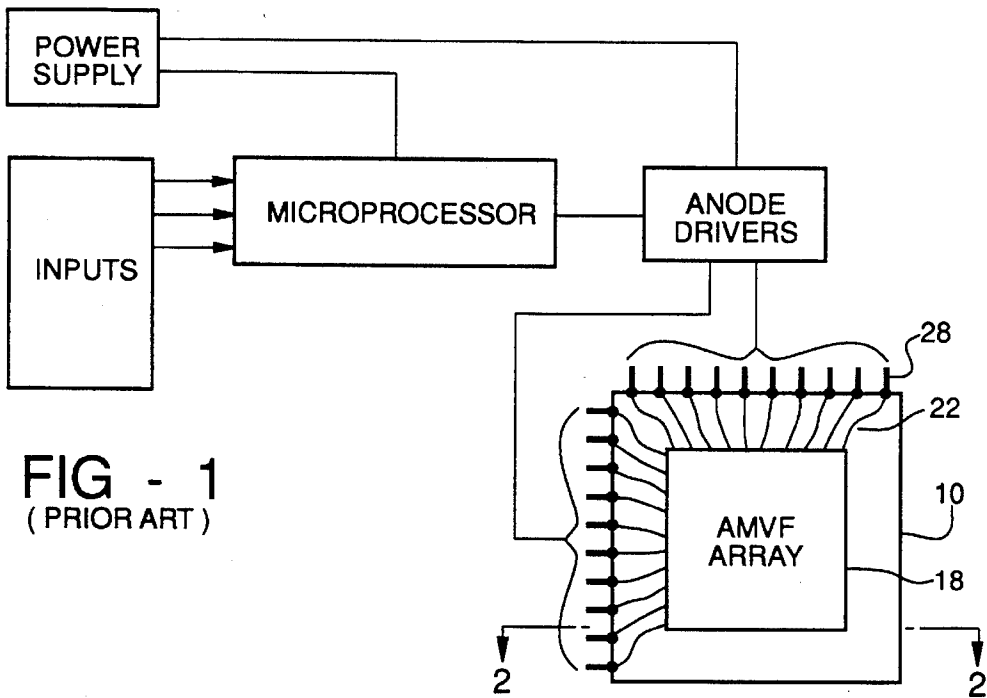 POWER
SUPPLY
INPUTS
MICROPROCESSOR
ANODE
DRIVERS
28
22
10
AMVF
ARRAY
18
2
2
FIG - 1
( PRIOR ART )